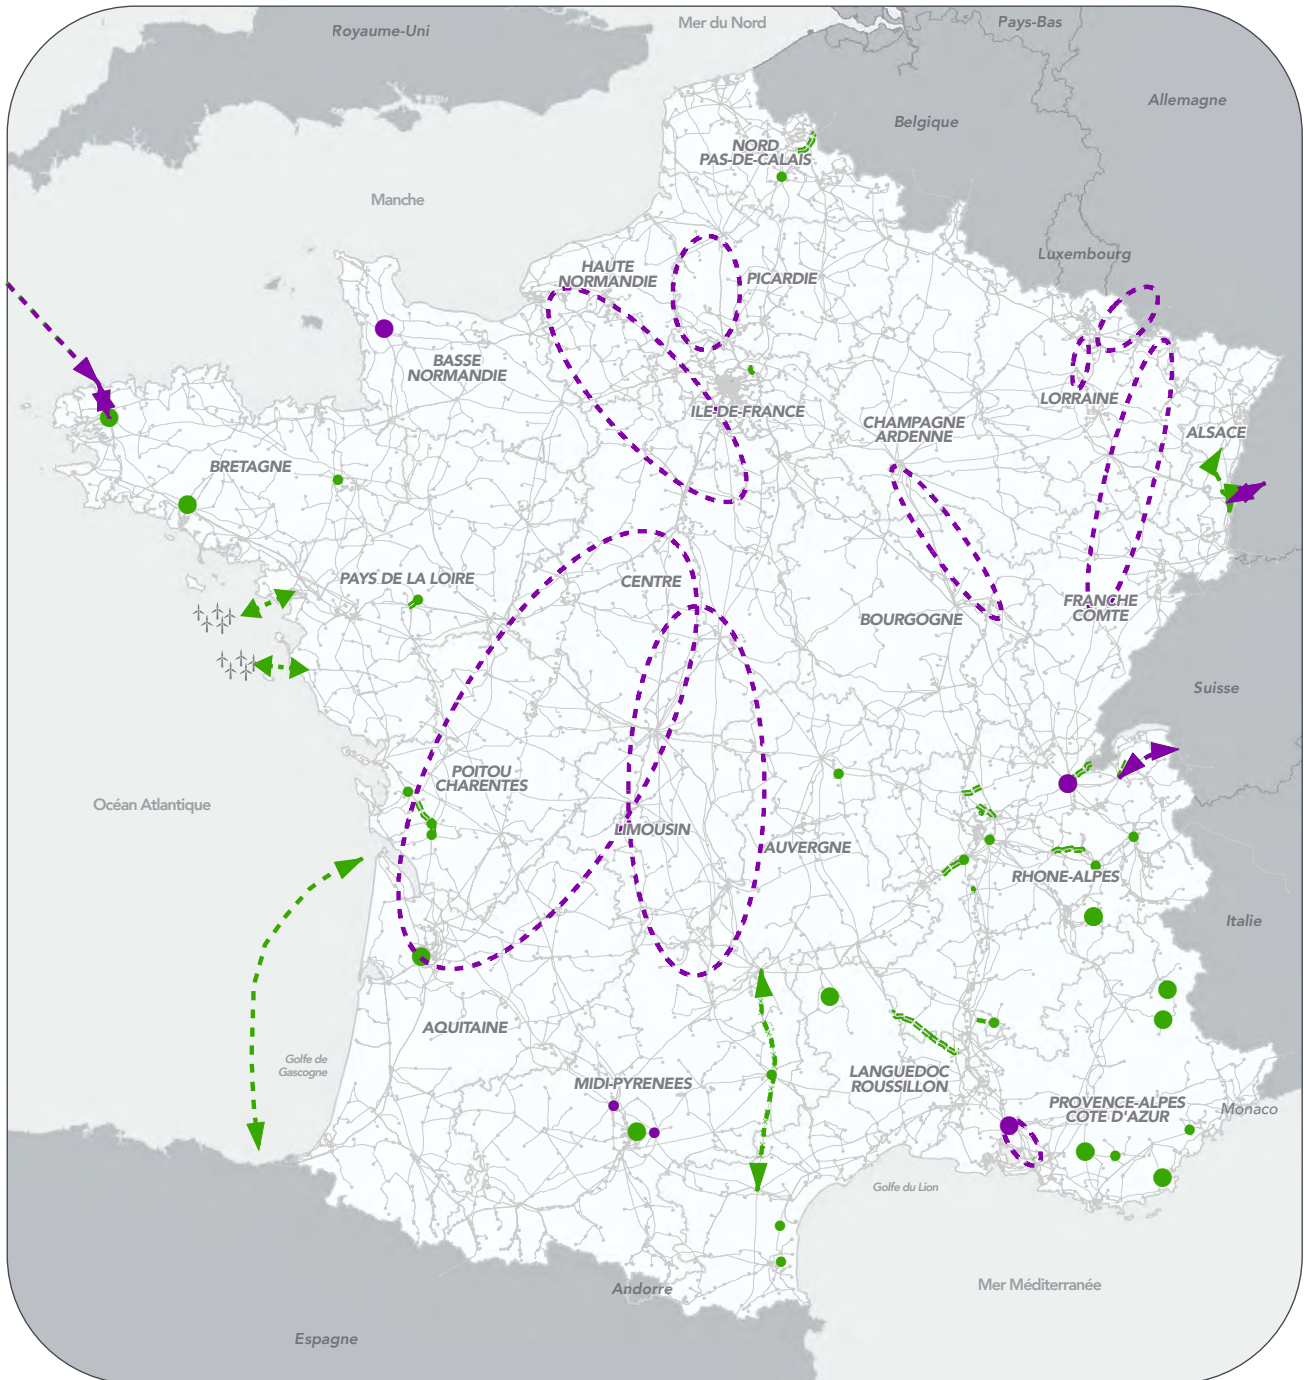 Mer du Nord
Pays-Bas
Royaume-Uni
Allemagne
Belgique
NORD
PAS-DE-CALAIS
Manche
Luxembourg
HAUTE
NORMANDIE
PICARDIE
BASSE
NORMANDIE
LORRAINE
ILE-DE-FRANCE
CHAMPAGNE
ARDENNE
ALSACE
BRETAGNE
PAYS DE LA LOIRE
CENTRE
FRANCHE
COMTE
BOURGOGNE
Suisse
POITOU
CHARENTES
Océan Atlantique
LIMOUSIN
AUVERGNE
RHONE-ALPES
Italie
AQUITAINE
Golfe de
Gascogne
LANGUEDOC
ROUSSILLON
MIDI-PYRENEES
PROVENCE-ALPES
COTE D'AZUR
Monaco
Golfe du Lion
Andorre
Mer Méditerranée
Espagne